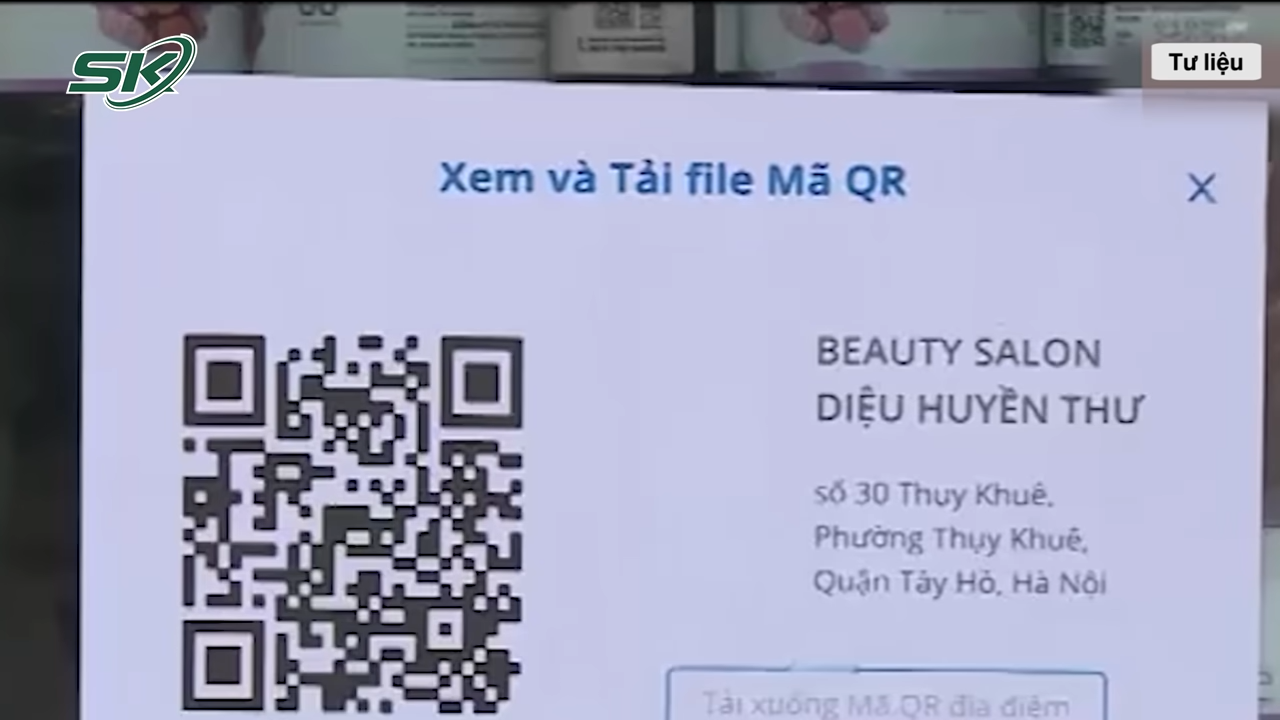 SK
Tư liệu
Xem và Tải file Mã QR
X
BEAUTY SALON
DIỆU HUYỀN THƯ
số 30 Thụy Khuê,
Phường Thụy Khuê,
Quận Tây Hồ, Hà Nội
Tải xuống Mã QR địa điểm